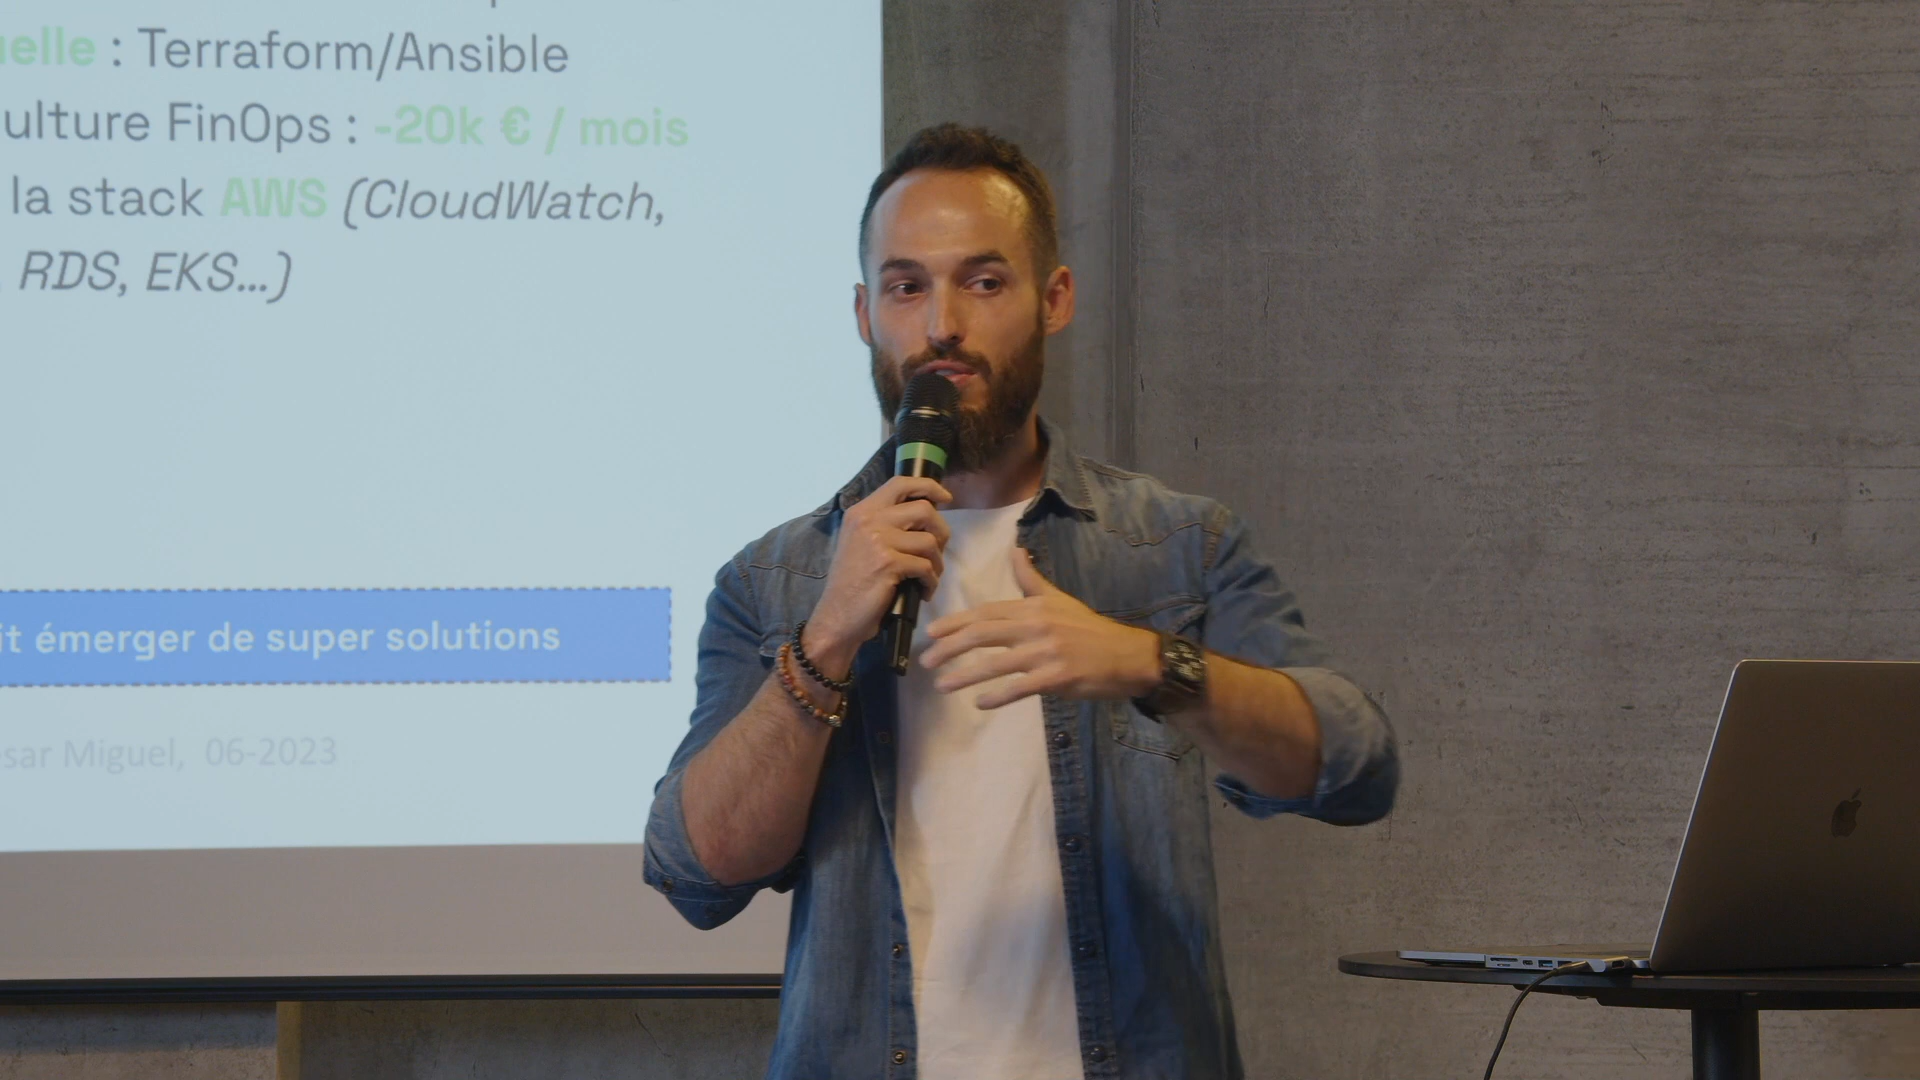 uelle : Terraform/Ansible
ulture FinOps : -20k € / mois
la stack AWS (CloudWatch,
RDS, EKS...)
it émerger de super solutions
sar Miguel, 06-2023